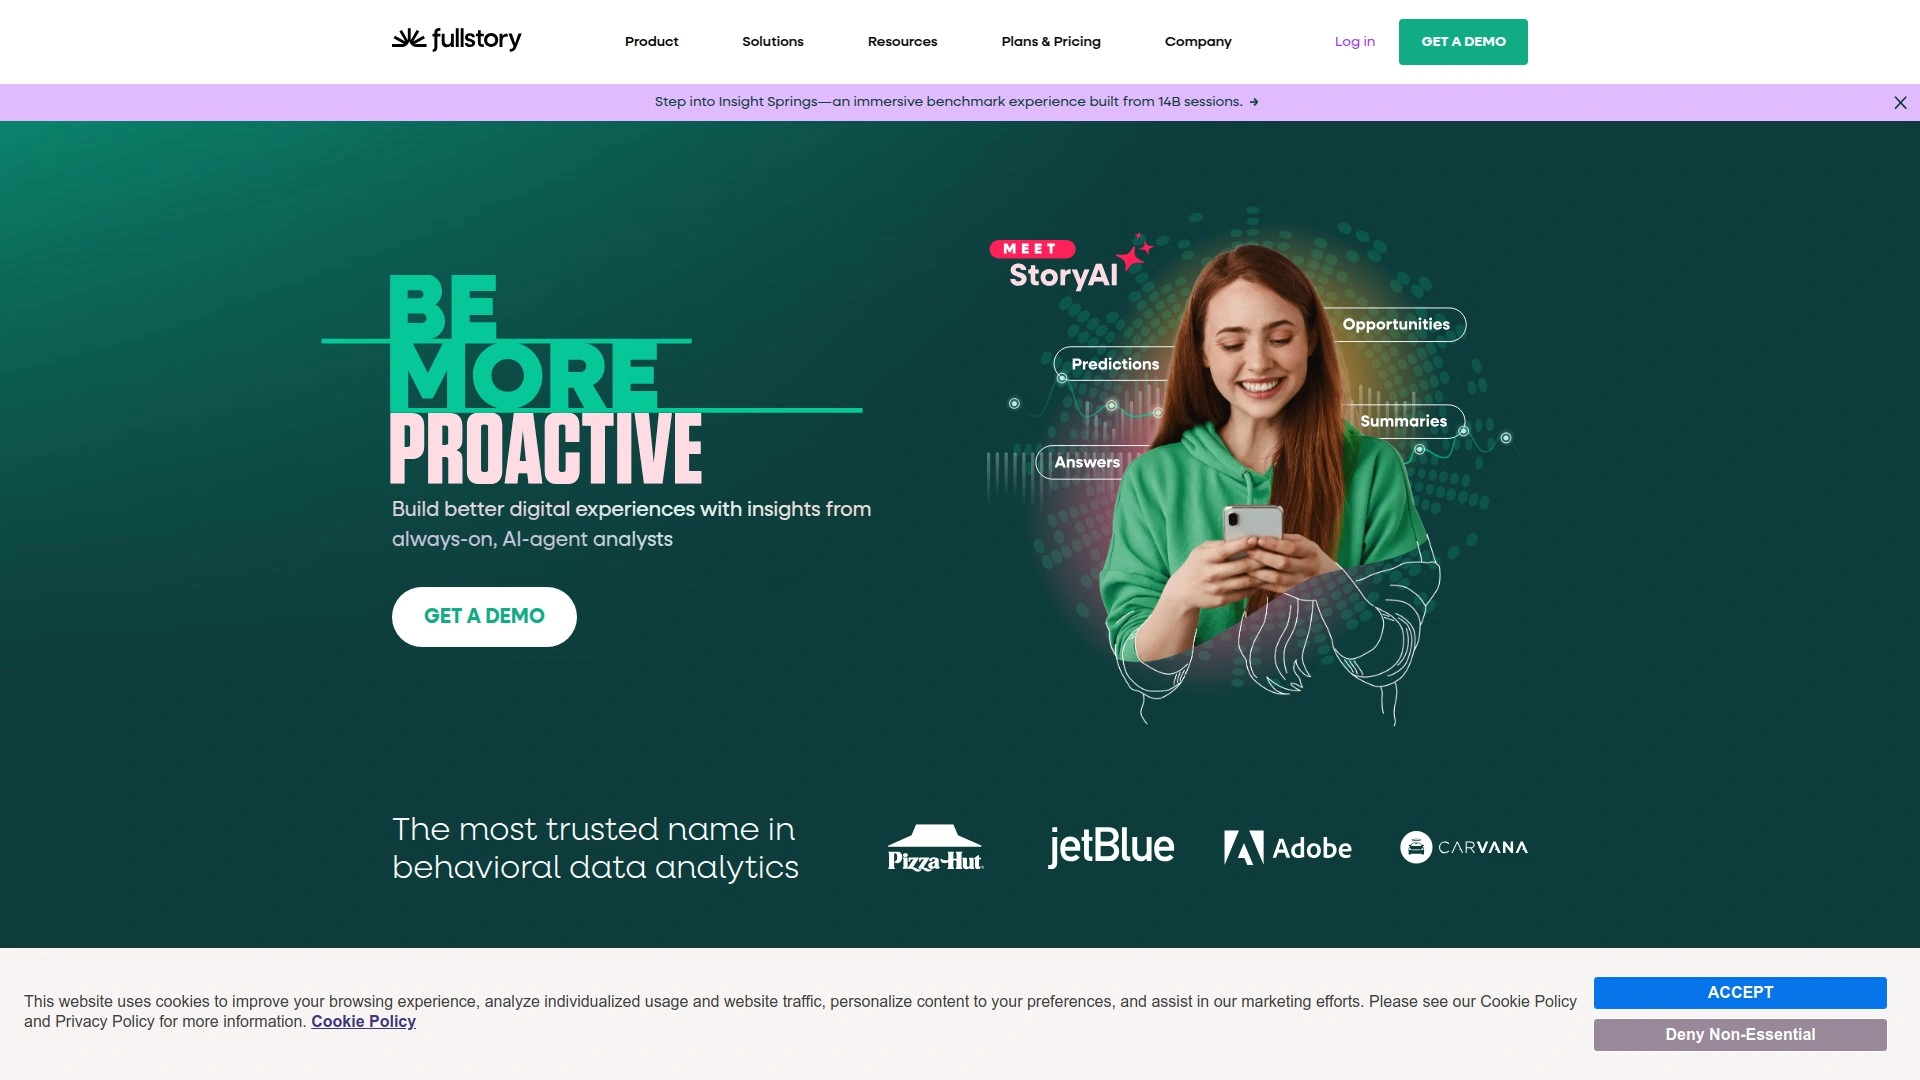 fullstory
Product
Solutions
Resources
Plans & Pricing
Company
Log in
GET A DEMO
Step into Insight Springs—an immersive benchmark experience built from 14B sessions. →
BE
MORE
PROACTIVE
Build better digital experiences with insights from
always-on, AI-agent analysts
GET A DEMO
MEET
StoryAI
Opportunities
Predictions
Summaries
Answers
The most trusted name in
behavioral data analytics
Pizza Hut
jetBlue
Adobe
CARVANA
This website uses cookies to improve your browsing experience, analyze individualized usage and website traffic, personalize content to your preferences, and assist in our marketing efforts. Please see our Cookie Policy
and Privacy Policy for more information. Cookie Policy
ACCEPT
Deny Non-Essential